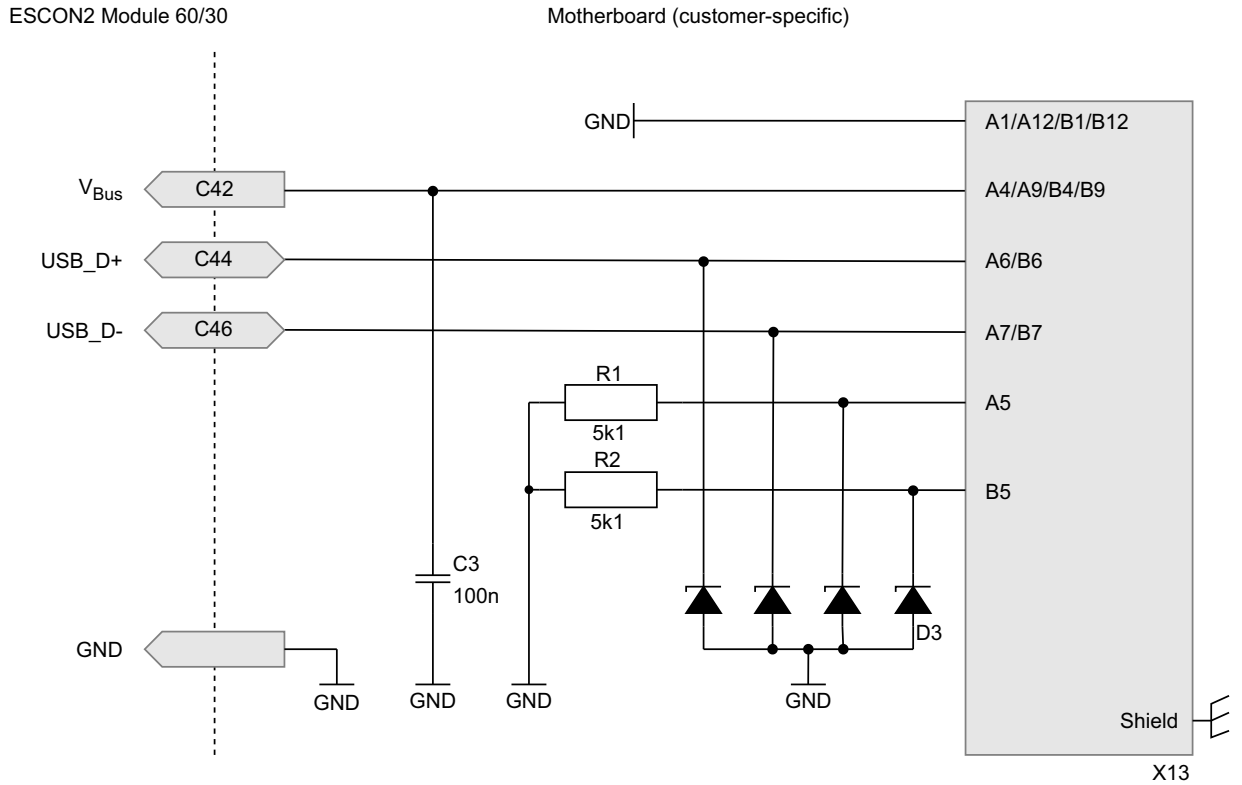 ESCON2 Module 60/30
Motherboard (customer-specific)
GND
A1/A12/B1/B12
VBus
C42
A4/A9/B4/B9
USB_D+
C44
A6/B6
USB_D-
C46
A7/B7
R1
A5
5k1
R2
B5
5k1
C3
100n
D3
GND
GND
GND
GND
GND
Shield
X13